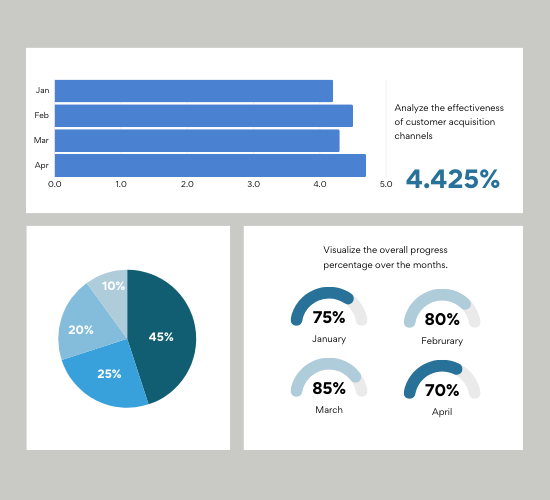 Jan
Feb
Mar
Apr
0.0 1.0 2.0 3.0 4.0 5.0
Analyze the effectiveness
of customer acquisition
channels
4.425%
10%
20%
45%
25%
Visualize the overall progress
percentage over the months.
75%
January
80%
Februrary
85%
March
70%
April